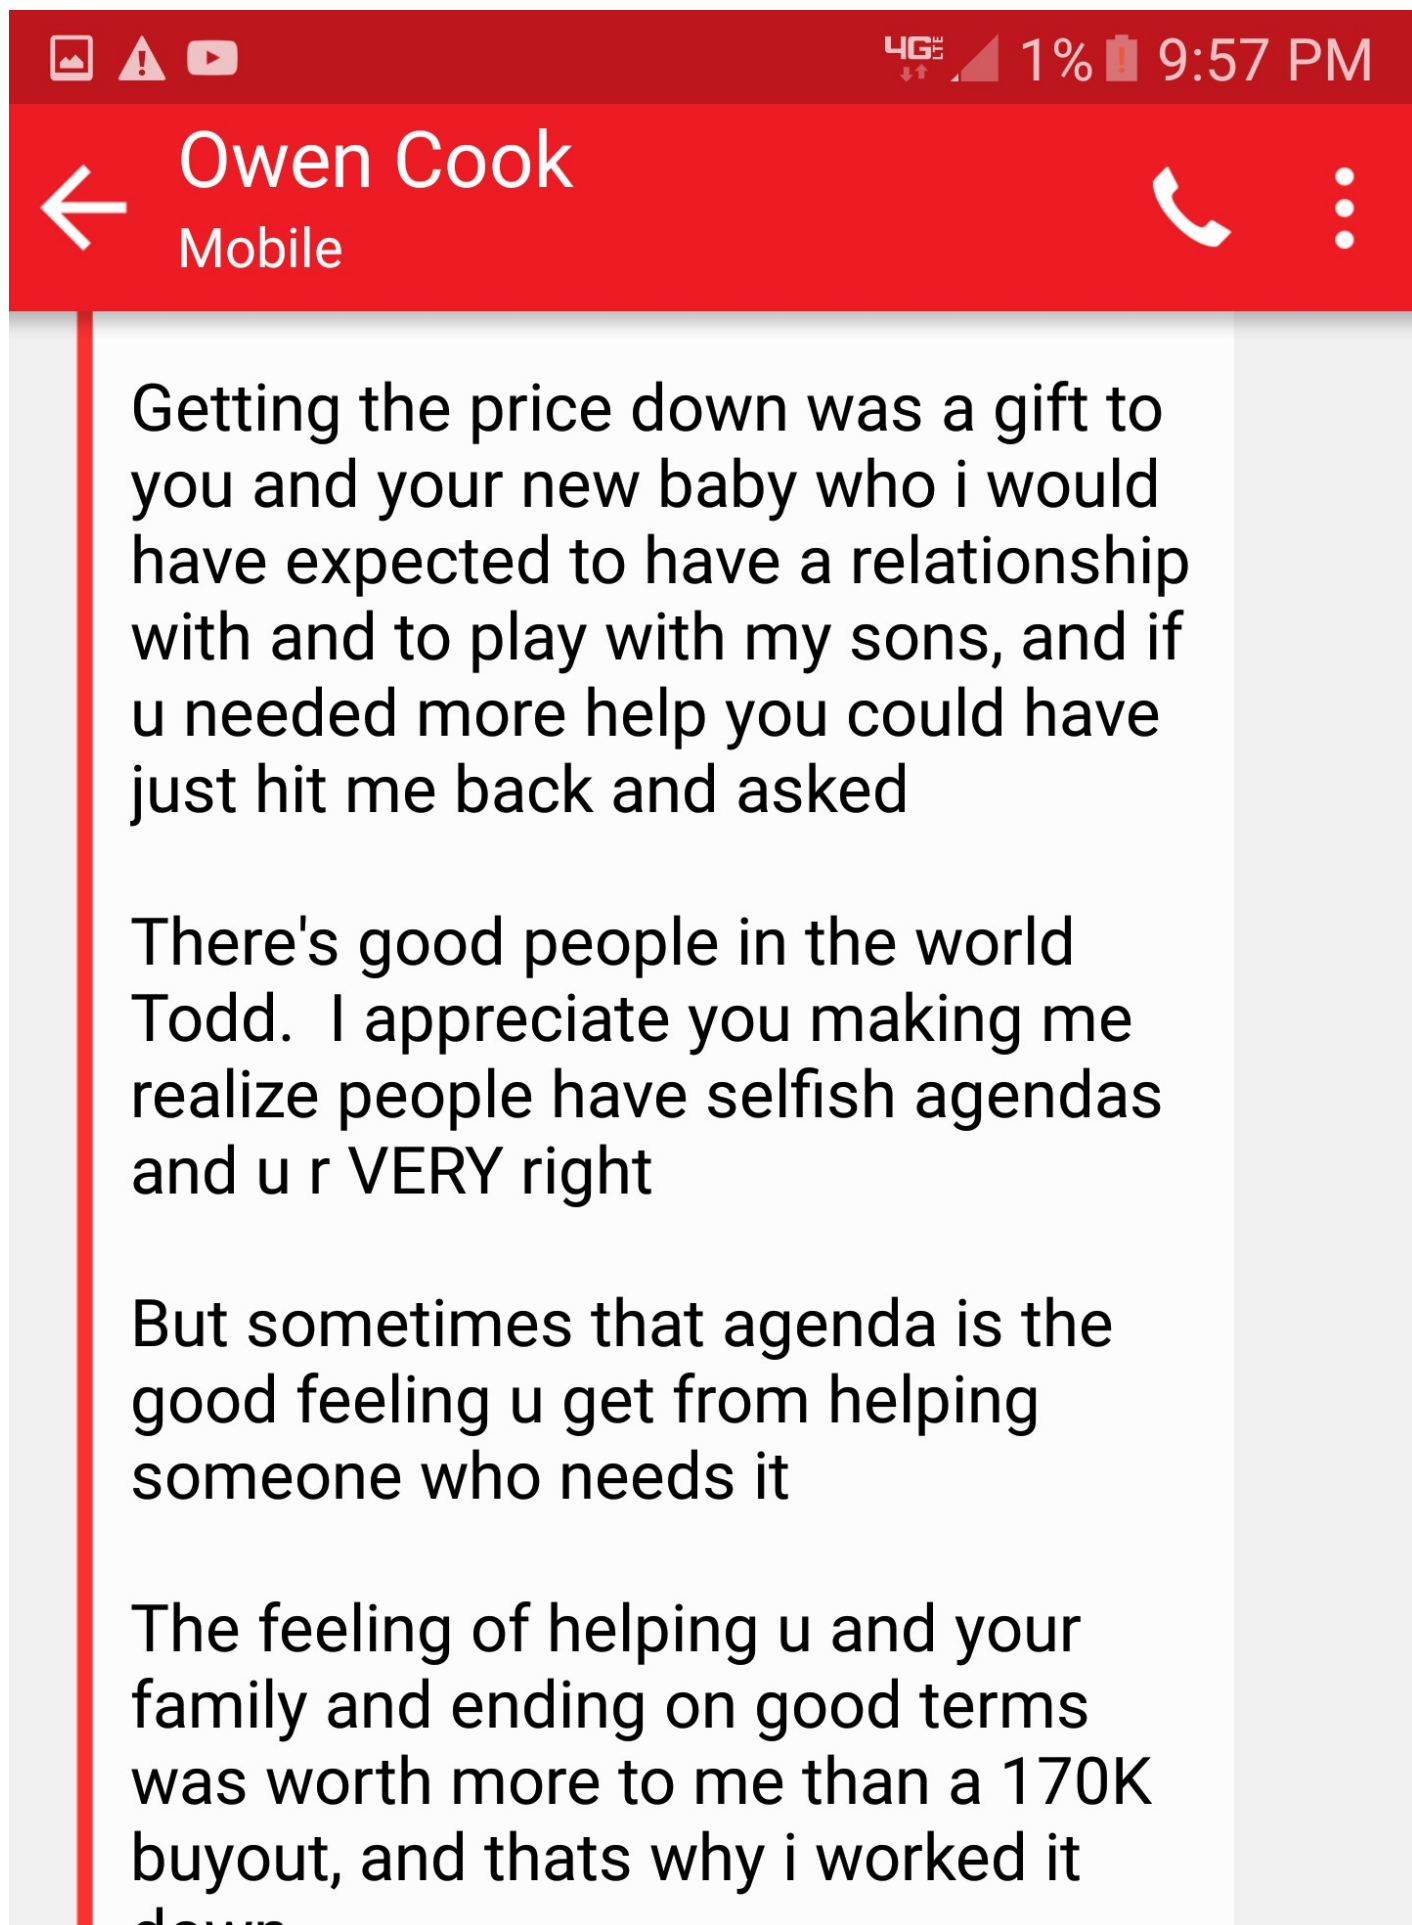 4G LTE 1% 9:57 PM
Owen Cook
Mobile
Getting the price down was a gift to
you and your new baby who i would
have expected to have a relationship
with and to play with my sons, and if
u needed more help you could have
just hit me back and asked
There's good people in the world
Todd.  I appreciate you making me
realize people have selfish agendas
and u r VERY right
But sometimes that agenda is the
good feeling u get from helping
someone who needs it
The feeling of helping u and your
family and ending on good terms
was worth more to me than a 170K
buyout, and thats why i worked it
down